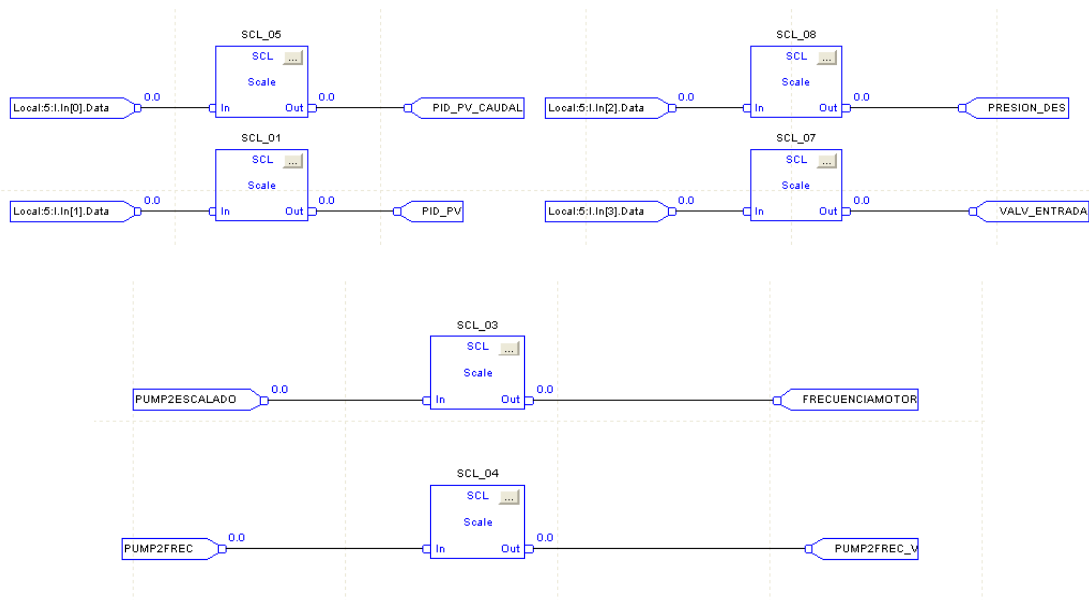 SCL_05
SCL ...
Scale
Local:5:I.In[0].Data 0.0 In Out 0.0 PID_PV_CAUDAL
SCL_08
SCL ...
Scale
Local:5:I.In[2].Data 0.0 In Out 0.0 PRESION_DES
SCL_01
SCL ...
Scale
Local:5:I.In[1].Data 0.0 In Out 0.0 PID_PV
SCL_07
SCL ...
Scale
Local:5:I.In[3].Data 0.0 In Out 0.0 VALV_ENTRADA
SCL_03
SCL ...
Scale
PUMP2ESCALADO 0.0 In Out 0.0 FRECUENCIAMOTOR
SCL_04
SCL ...
Scale
PUMP2FREC 0.0 In Out 0.0 PUMP2FREC_V